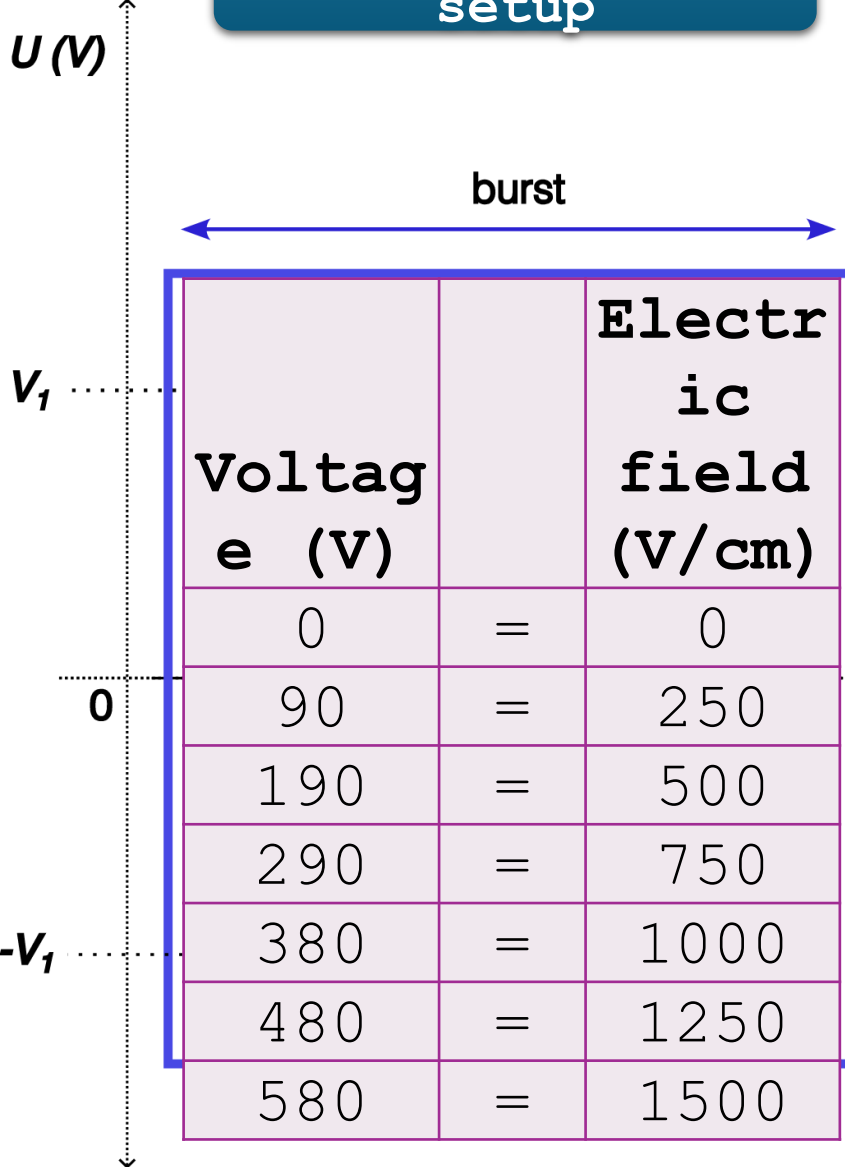 setup
U (V)
burst
V1
Electr
ic
Voltag field
e (V) (V/cm)
0 = 0
0
90 = 250
190 = 500
290 = 750
380 = 1000
-V1
480 = 1250
580 = 1500